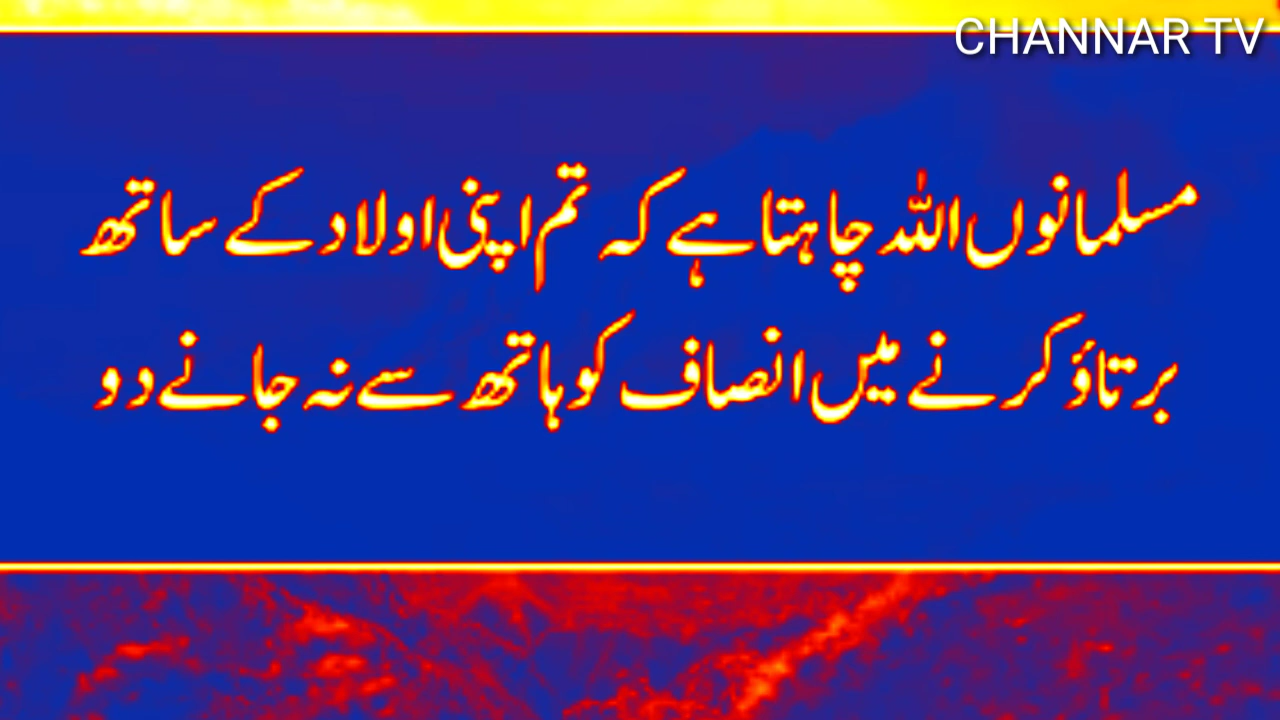 CHANNAR TV
مسلمانوں اللہ چاہتا ہے کہ تم اپنی اولاد کے ساتھ
برتاؤ کرنے میں انصاف کو ہاتھ سے نہ جانے دو